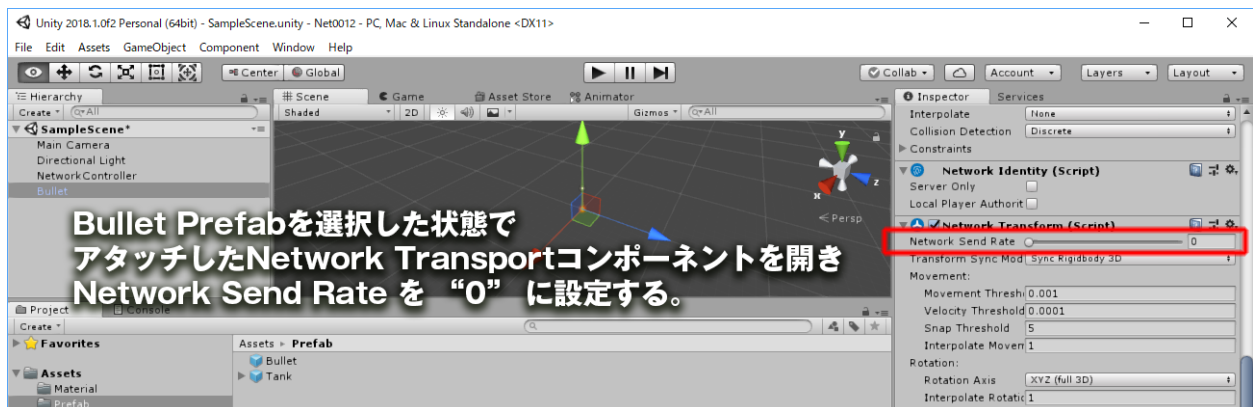 Unity 2018.1.0f2 Personal (64bit) - SampleScene.unity - Net0012 - PC, Mac & Linux Standalone <DX11>
File Edit Assets GameObject Component Window Help
Center Global Collab Account Layers Layout
Hierarchy Scene Game Asset Store Animator Inspector Services
Create All Shaded 2D Gizmos All
Interpolate None
SampleScene*
Collision Detection Discrete
Main Camera
Constraints
Directional Light
NetworkController
Network Identity (Script)
Bullet
Server Only
Local Player Authorit
y
z
x
Persp
Bullet Prefabを選択した状態で
アタッチしたNetwork Transportコンポーネントを開き
Network Send Rate を “0” に設定する。
Network Transform (Script)
Network Send Rate 0
Transform Sync Mod Sync Rigidbody 3D
Movement:
Movement Thresh 0.001
Velocity Threshold 0.0001
Snap Threshold 5
Interpolate Movem 1
Rotation:
Rotation Axis XYZ (full 3D)
Interpolate Rotatic 1
Project Console
Create
Favorites
Assets Prefab
Bullet
Tank
Assets
Material
Prefab